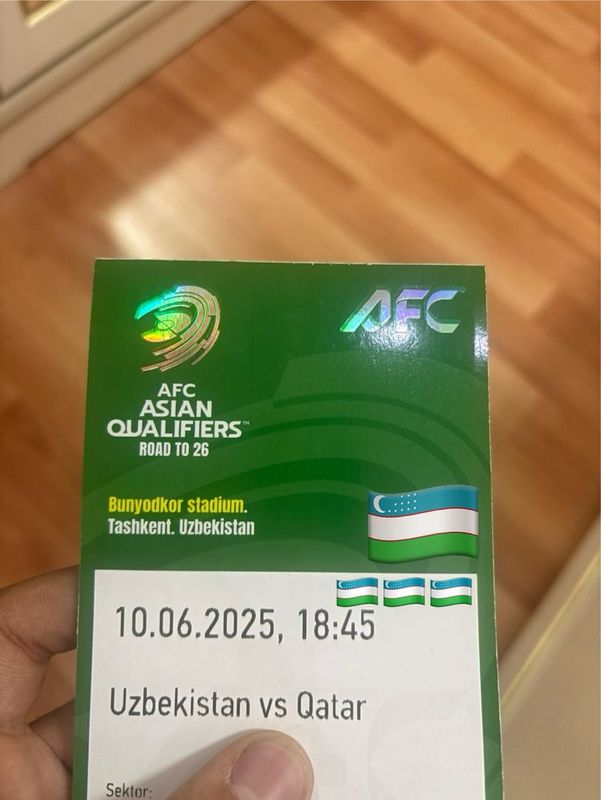 AFC
AFC
ASIAN
QUALIFIERS™
ROAD TO 26
Bunyodkor stadium.
Tashkent. Uzbekistan
10.06.2025, 18:45
Uzbekistan vs Qatar
Sektor: